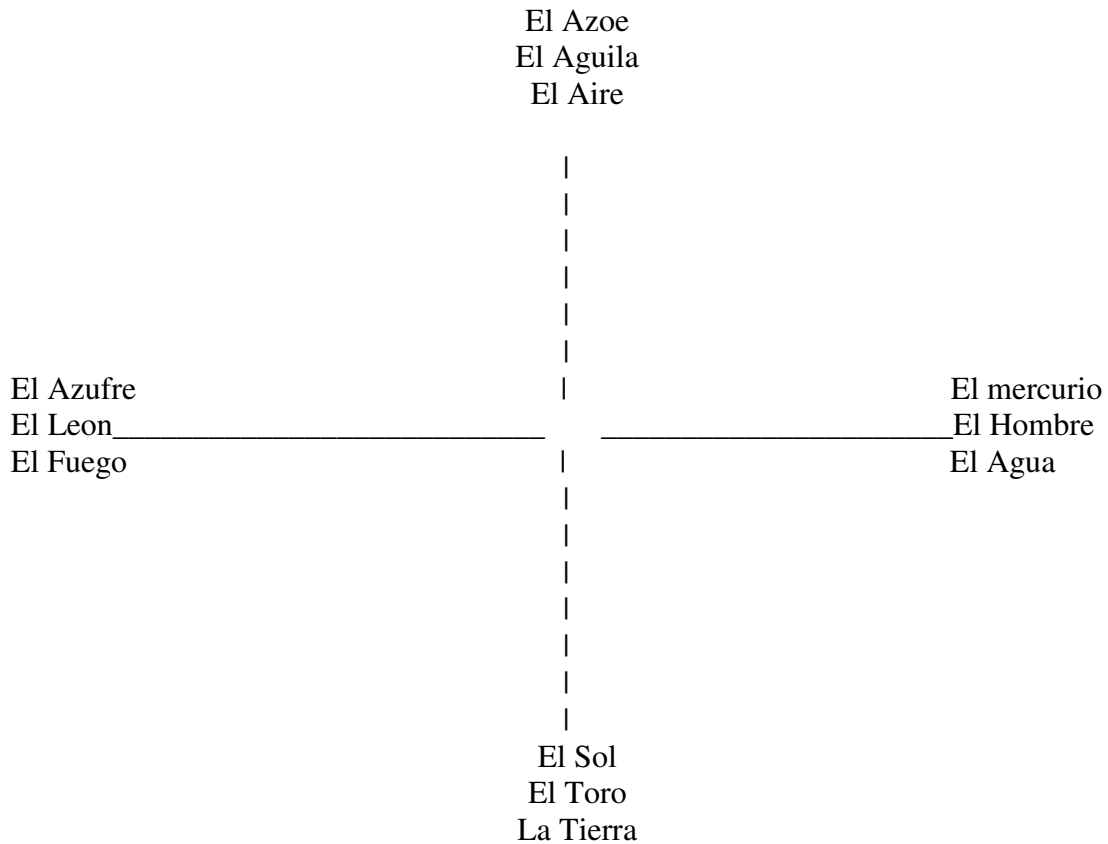 El Azoe
El Aguila
El Aire
El Azufre
El mercurio
El Leon
El Hombre
El Fuego
El Agua
El Sol
El Toro
La Tierra